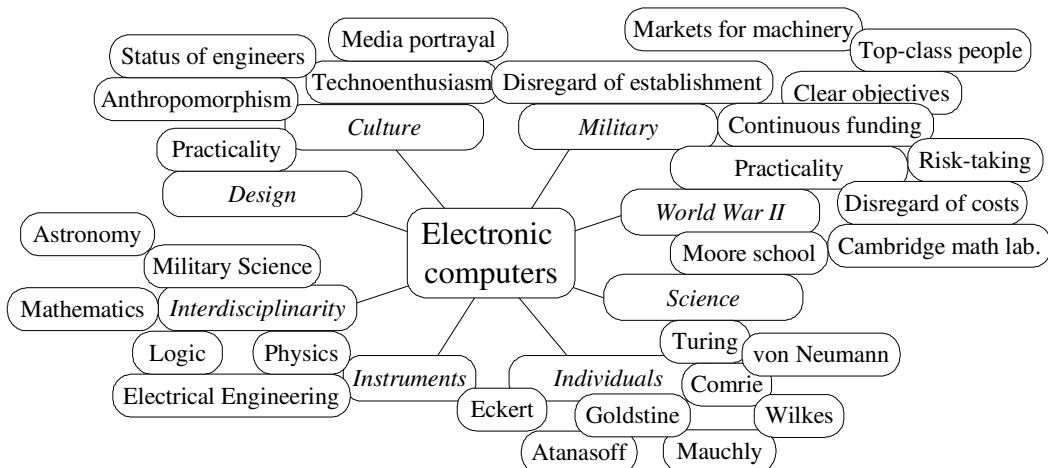 Markets for machinery
Media portrayal
Status of engineers
Top-class people
Technoenthusiasm
Disregard of establishment
Clear objectives
Anthropomorphism
Culture
Military
Continuous funding
Practicality
Practicality
Risk-taking
Design
World War II
Disregard of costs
Electronic
computers
Astronomy
Moore school
Cambridge math lab.
Military Science
Science
Mathematics
Interdisciplinarity
Turing
von Neumann
Logic
Physics
Instruments
Individuals
Comrie
Electrical Engineering
Eckert
Goldstine
Wilkes
Atanasoff
Mauchly